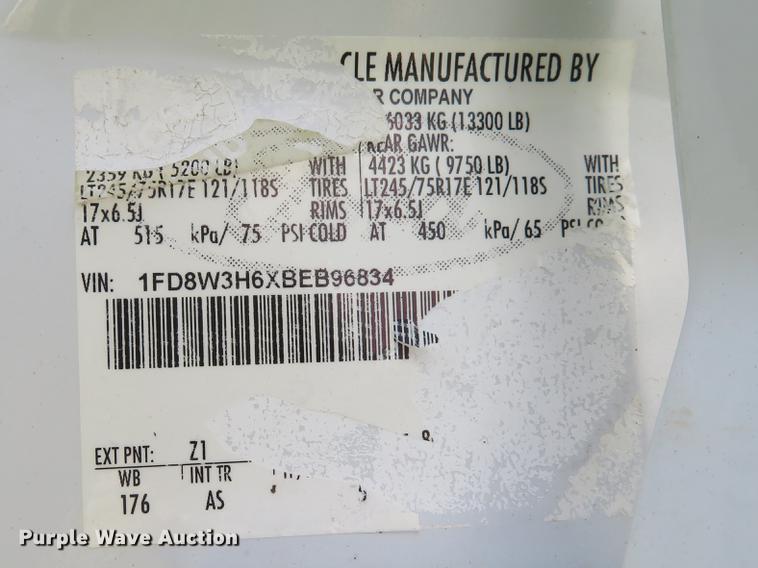 CLE MANUFACTURED BY
R COMPANY
6033 KG (13300 LB)
AR GAWR:
2359 KG ( 5200 LB) WITH 4423 KG ( 9750 LB) WITH
LT245/75R17E 121/118S TIRES LT245/75R17E 121/118S TIRES
17x6.5J RIMS 17x6.5J RIMS
AT 515 kPa/ 75 PSI COLD AT 450 kPa/ 65 PSI CO
VIN: 1FD8W3H6XBEB96834
EXT PNT: Z1
WB INT TR
176 AS
Purple Wave Auction